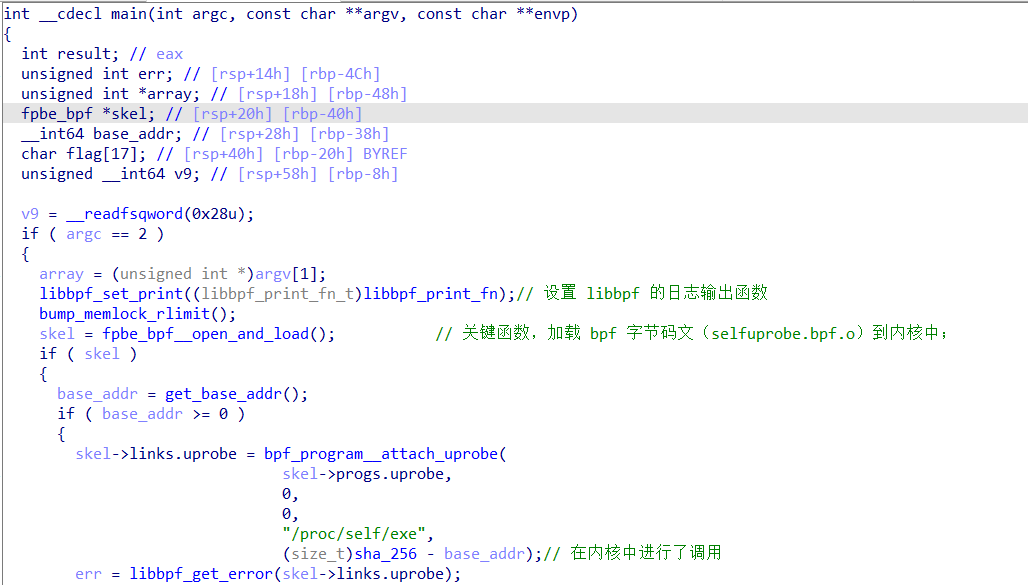 int __cdecl main(int argc, const char **argv, const char **envp)
{
int result; // eax
unsigned int err; // [rsp+14h] [rbp-4Ch]
unsigned int *array; // [rsp+18h] [rbp-48h]
fpbe_bpf *skel; // [rsp+20h] [rbp-40h]
__int64 base_addr; // [rsp+28h] [rbp-38h]
char flag[17]; // [rsp+40h] [rbp-20h] BYREF
unsigned __int64 v9; // [rsp+58h] [rbp-8h]
v9 = __readfsqword(0x28u);
if ( argc == 2 )
{
array = (unsigned int *)argv[1];
libbpf_set_print((libbpf_print_fn_t)libbpf_print_fn);// 设置 libbpf 的日志输出函数
bump_memlock_rlimit();
skel = fpbe_bpf__open_and_load(); // 关键函数，加载 bpf 字节码文（selfuprobe.bpf.o）到内核中；
if ( skel )
{
base_addr = get_base_addr();
if ( base_addr >= 0 )
{
skel->links.uprobe = bpf_program__attach_uprobe(
skel->progs.uprobe,
0,
0,
"/proc/self/exe",
(size_t)sha_256 - base_addr);// 在内核中进行了调用
err = libbpf_get_error(skel->links.uprobe);